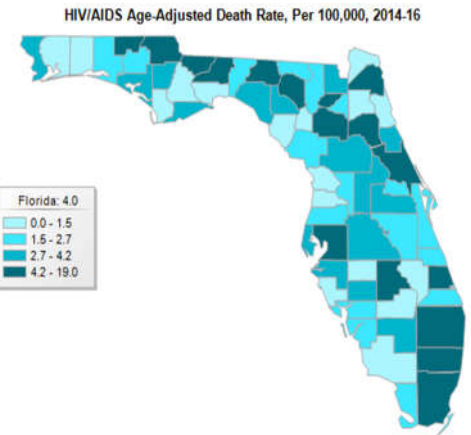 HIV/AIDS Age-Adjusted Death Rate, Per 100,000, 2014-16
Florida: 4.0
0.0 - 1.5
1.5 - 2.7
2.7 - 4.2
4.2 - 19.0